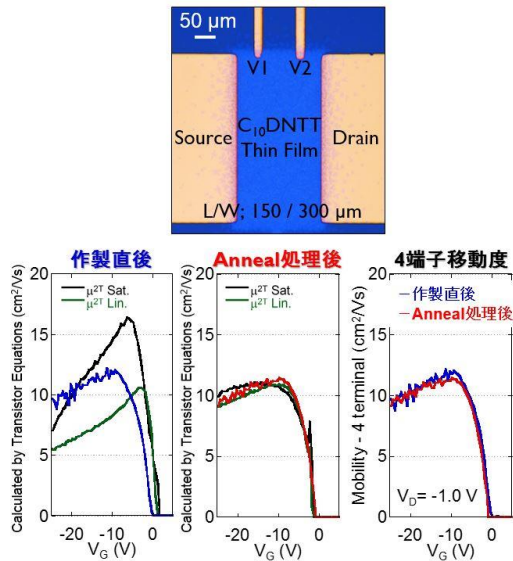 50 µm
V1 V2
Source C₁₀DNTT Drain
Thin Film
L/W; 150 / 300 µm
作製直後
Calculated by Transistor Equations (cm²/Vs)
20
15
10
5
0
μ²ᵀ Sat.
μ²ᵀ Lin.
-20 -10 0
V_G (V)
Anneal処理後
Calculated by Transistor Equations (cm²/Vs)
20
15
10
5
0
μ²ᵀ Sat.
μ²ᵀ Lin.
-20 -10 0
V_G (V)
4端子移動度
Mobility - 4 terminal (cm²/Vs)
20
15
10
5
0
作製直後
Anneal処理後
V_D= -1.0 V
-20 -10 0
V_G (V)